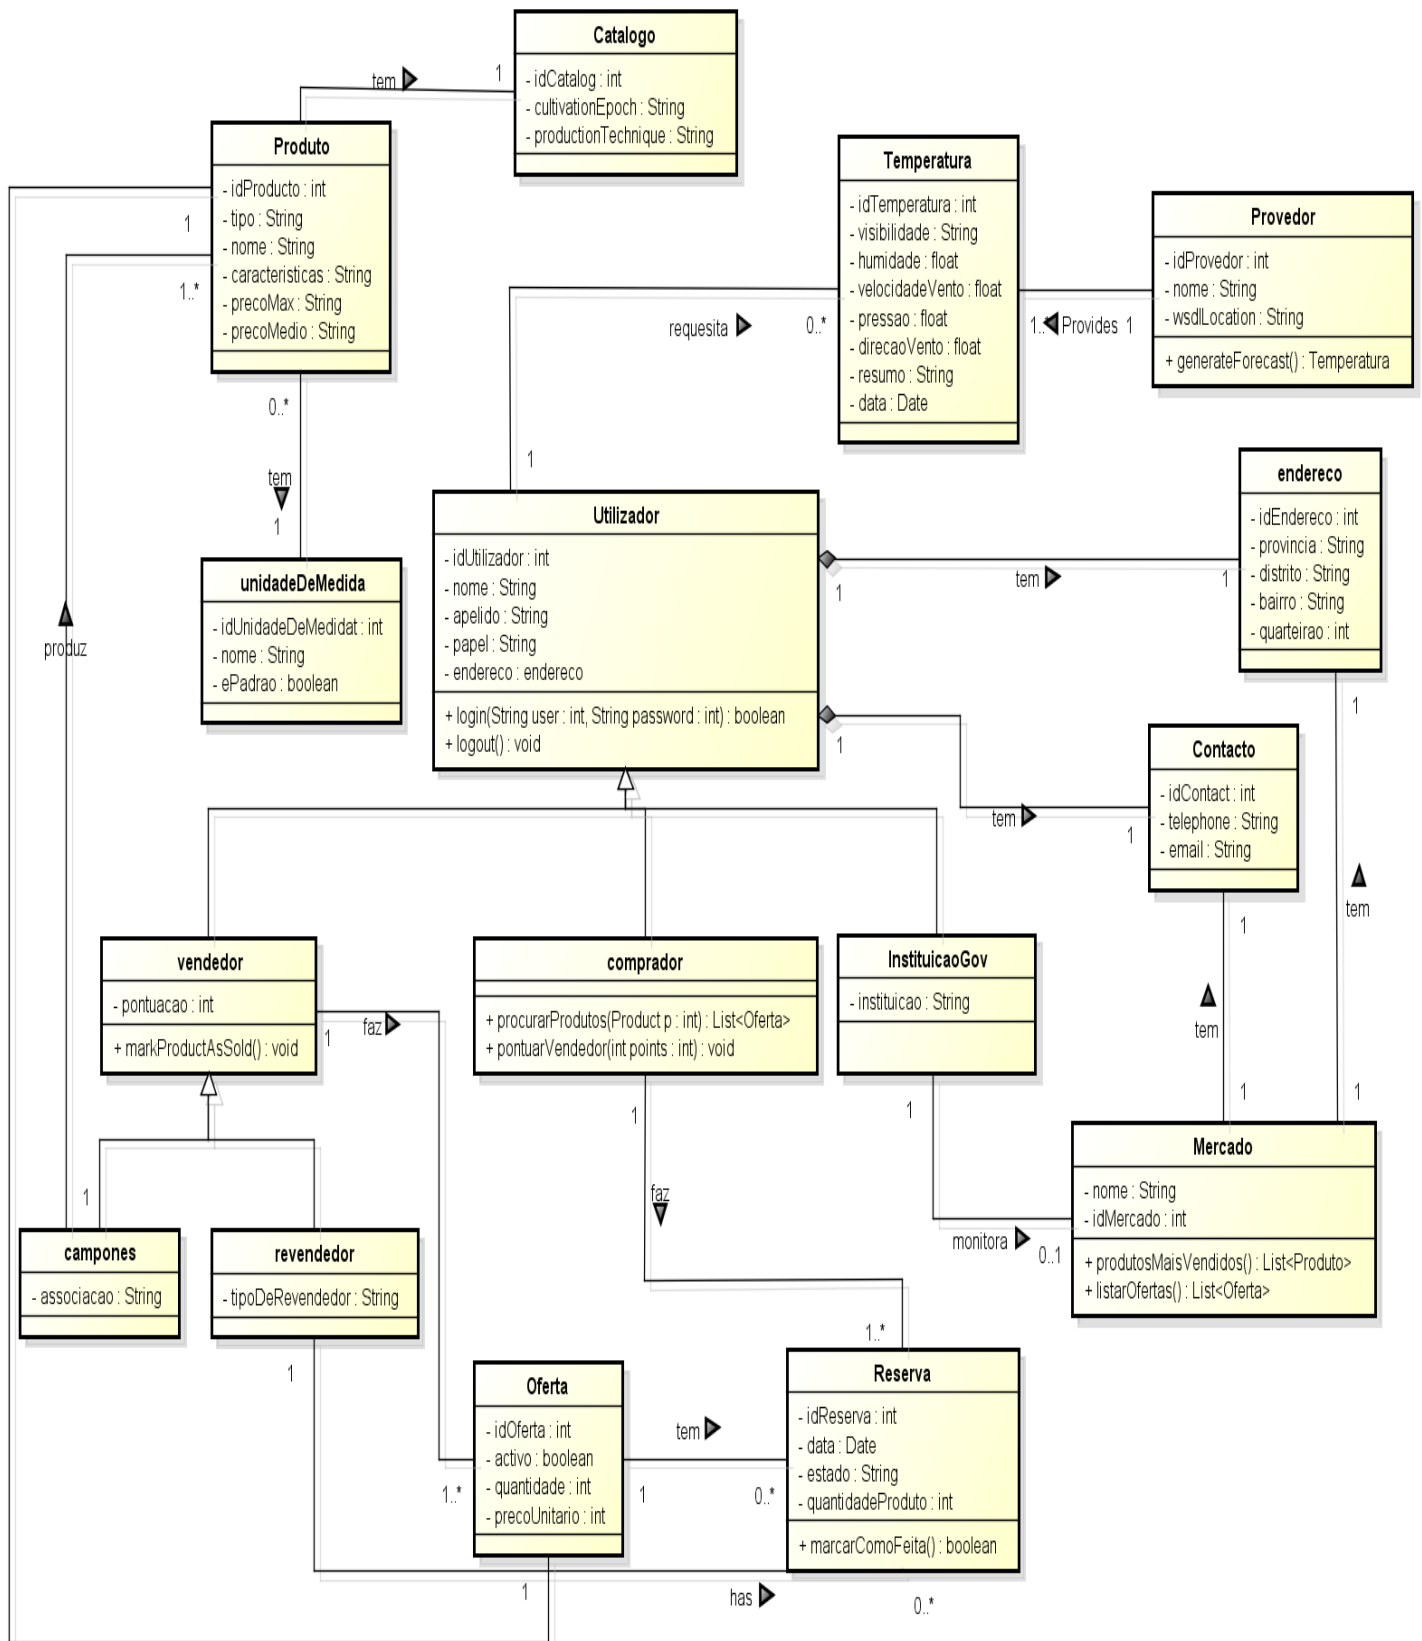 Catalogo
- idCatalog : int
- cultivationEpoch : String
- productionTechnique : String
tem
1
Produto
- idProducto : int
- tipo : String
- nome : String
- caracteristicas : String
- precoMax : String
- precoMedio : String
1
1..*
0..*
tem
1
unidadeDeMedida
- idUnidadeDeMedidat : int
- nome : String
- ePadrao : boolean
produz
Temperatura
- idTemperatura : int
- visibilidade : String
- humidade : float
- velocidadeVento : float
- pressao : float
- direcaoVento : float
- resumo : String
- data : Date
requesita
0..*
1
Provedor
- idProvedor : int
- nome : String
- wsdlLocation : String
+ generateForecast() : Temperatura
1..*
Provides
1
Utilizador
- idUtilizador : int
- nome : String
- apelido : String
- papel : String
- endereco : endereco
+ login(String user : int, String password : int) : boolean
+ logout() : void
1
tem
1
endereco
- idEndereco : int
- provincia : String
- distrito : String
- bairro : String
- quarteirao : int
1
1
tem
1
Contacto
- idContact : int
- telephone : String
- email : String
1
tem
1
tem
1
vendedor
- pontuacao : int
+ markProductAsSold() : void
1
faz
comprador
+ procurarProdutos(Product p : int) : List<Oferta>
+ pontuarVendedor(int points : int) : void
1
faz
1..*
InstituicaoGov
- instituicao : String
1
monitora
0..1
Mercado
- nome : String
- idMercado : int
+ produtosMaisVendidos() : List<Produto>
+ listarOfertas() : List<Oferta>
1
campones
- associacao : String
revendedor
- tipoDeRevendedor : String
1
Oferta
- idOferta : int
- activo : boolean
- quantidade : int
- precoUnitario : int
1..*
1
tem
1
0..*
Reserva
- idReserva : int
- data : Date
- estado : String
- quantidadeProduto : int
+ marcarComoFeita() : boolean
has
0..*